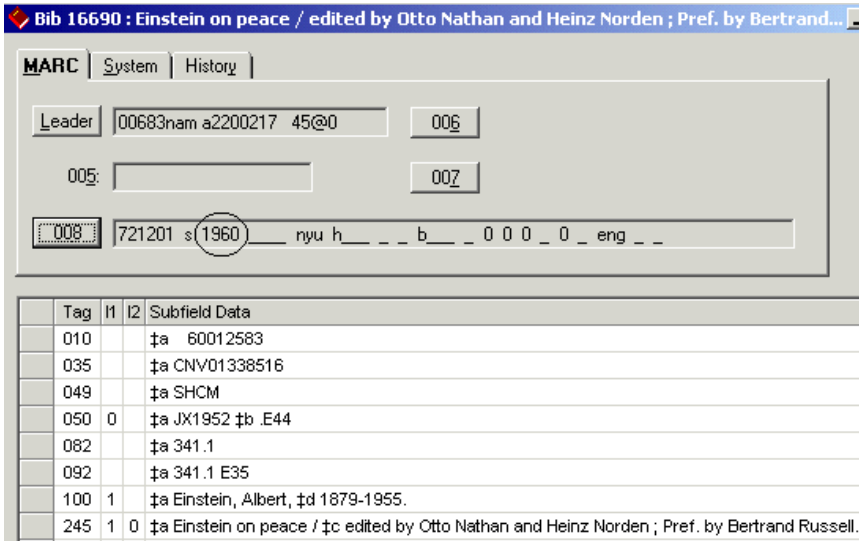 Bib 16690 : Einstein on peace / edited by Otto Nathan and Heinz Norden ; Pref. by Bertrand...
MARC System History
Leader 00683nam a2200217   45@0 006
005: 007
008 721201 s 1960 ____ nyu h___ _ _ b___ _ 0 0 0 _ 0 _ eng _ _
Tag I1 I2 Subfield Data
010 ‡a    60012583
035 ‡a CNV01338516
049 ‡a SHCM
050 0 ‡a JX1952 ‡b .E44
082 ‡a 341.1
092 ‡a 341.1 E35
100 1 ‡a Einstein, Albert, ‡d 1879-1955.
245 1 0 ‡a Einstein on peace / ‡c edited by Otto Nathan and Heinz Norden ; Pref. by Bertrand Russell.